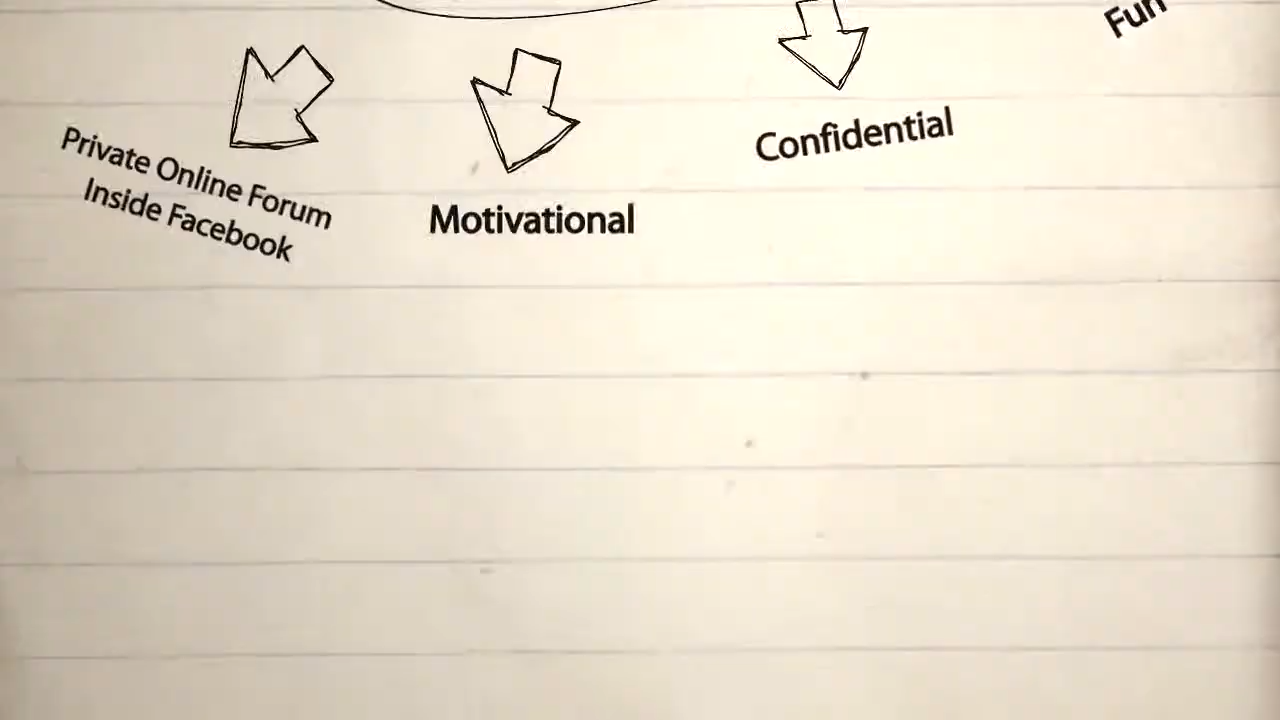 Fun
Confidential
Private Online Forum
Inside Facebook
Motivational